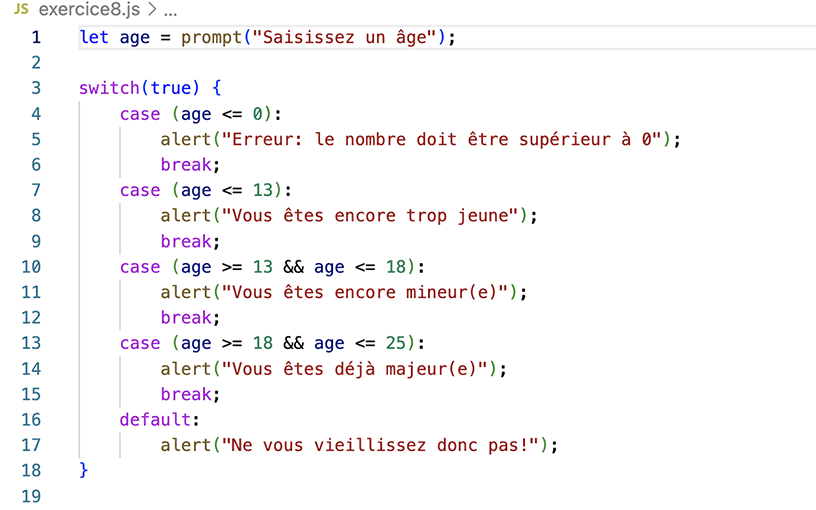 JS exercice8.js > ...
1 let age = prompt("Saisissez un âge");
2
3 switch(true) {
4     case (age <= 0):
5         alert("Erreur: le nombre doit être supérieur à 0");
6         break;
7     case (age <= 13):
8         alert("Vous êtes encore trop jeune");
9         break;
10     case (age >= 13 && age <= 18):
11         alert("Vous êtes encore mineur(e)");
12         break;
13     case (age >= 18 && age <= 25):
14         alert("Vous êtes déjà majeur(e)");
15         break;
16     default:
17         alert("Ne vous vieillissez donc pas!");
18 }
19